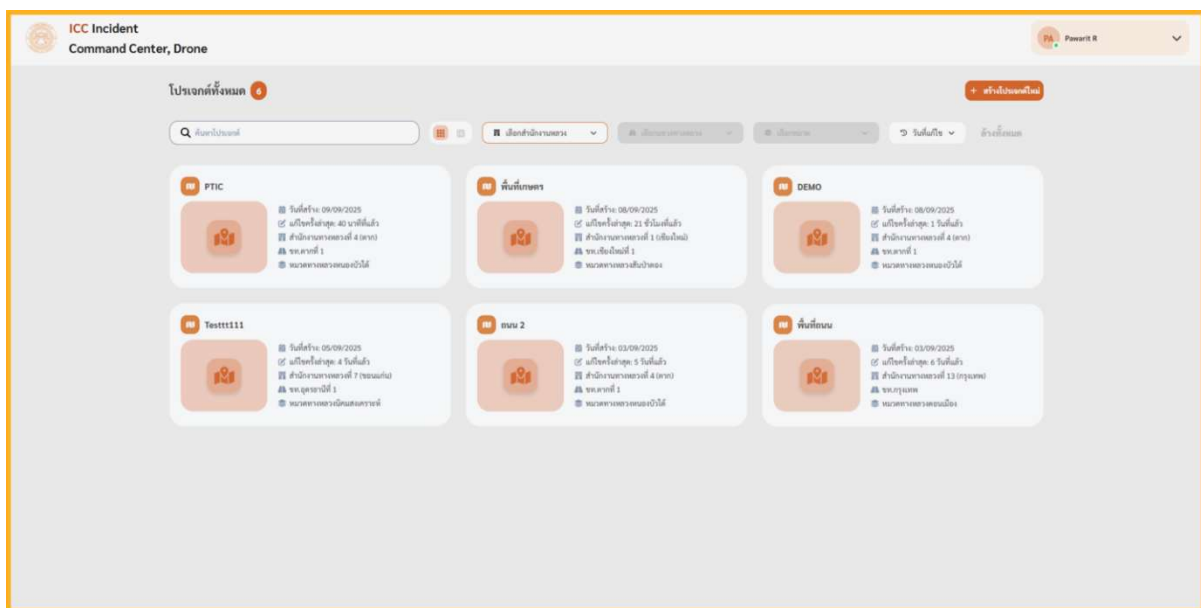 ICC Incident
Command Center, Drone
PA Pawarit R
โปรเจกต์ทั้งหมด 6
+ สร้างโปรเจกต์ใหม่
ค้นหาโปรเจกต์
เลือกสำนักงานหลวง
เลือกหมวด
วันที่แก้ไข
ล้างทั้งหมด
PTIC
วันที่สร้าง: 09/09/2025
แก้ไขครั้งล่าสุด: 40 นาทีที่แล้ว
สำนักงานทางหลวงที่ 4 (ตาก)
ขท.ตากที่ 1
หมวดทางหลวงหนองบัวใต้
พื้นที่เกษตร
วันที่สร้าง: 08/09/2025
แก้ไขครั้งล่าสุด: 21 ชั่วโมงที่แล้ว
สำนักงานทางหลวงที่ 1 (เชียงใหม่)
ขท.เชียงใหม่ที่ 1
หมวดทางหลวงสันป่าตอง
DEMO
วันที่สร้าง: 08/09/2025
แก้ไขครั้งล่าสุด: 1 วันที่แล้ว
สำนักงานทางหลวงที่ 4 (ตาก)
ขท.ตากที่ 1
หมวดทางหลวงหนองบัวใต้
Testtt111
วันที่สร้าง: 05/09/2025
แก้ไขครั้งล่าสุด: 4 วันที่แล้ว
สำนักงานทางหลวงที่ 7 (ขอนแก่น)
ขท.อุดรธานีที่ 1
หมวดทางหลวงนิคมสงเคราะห์
ถนน 2
วันที่สร้าง: 03/09/2025
แก้ไขครั้งล่าสุด: 5 วันที่แล้ว
สำนักงานทางหลวงที่ 4 (ตาก)
ขท.ตากที่ 1
หมวดทางหลวงหนองบัวใต้
พื้นที่ถนน
วันที่สร้าง: 03/09/2025
แก้ไขครั้งล่าสุด: 6 วันที่แล้ว
สำนักงานทางหลวงที่ 13 (กรุงเทพ)
ขท.กรุงเทพ
หมวดทางหลวงดอนเมือง